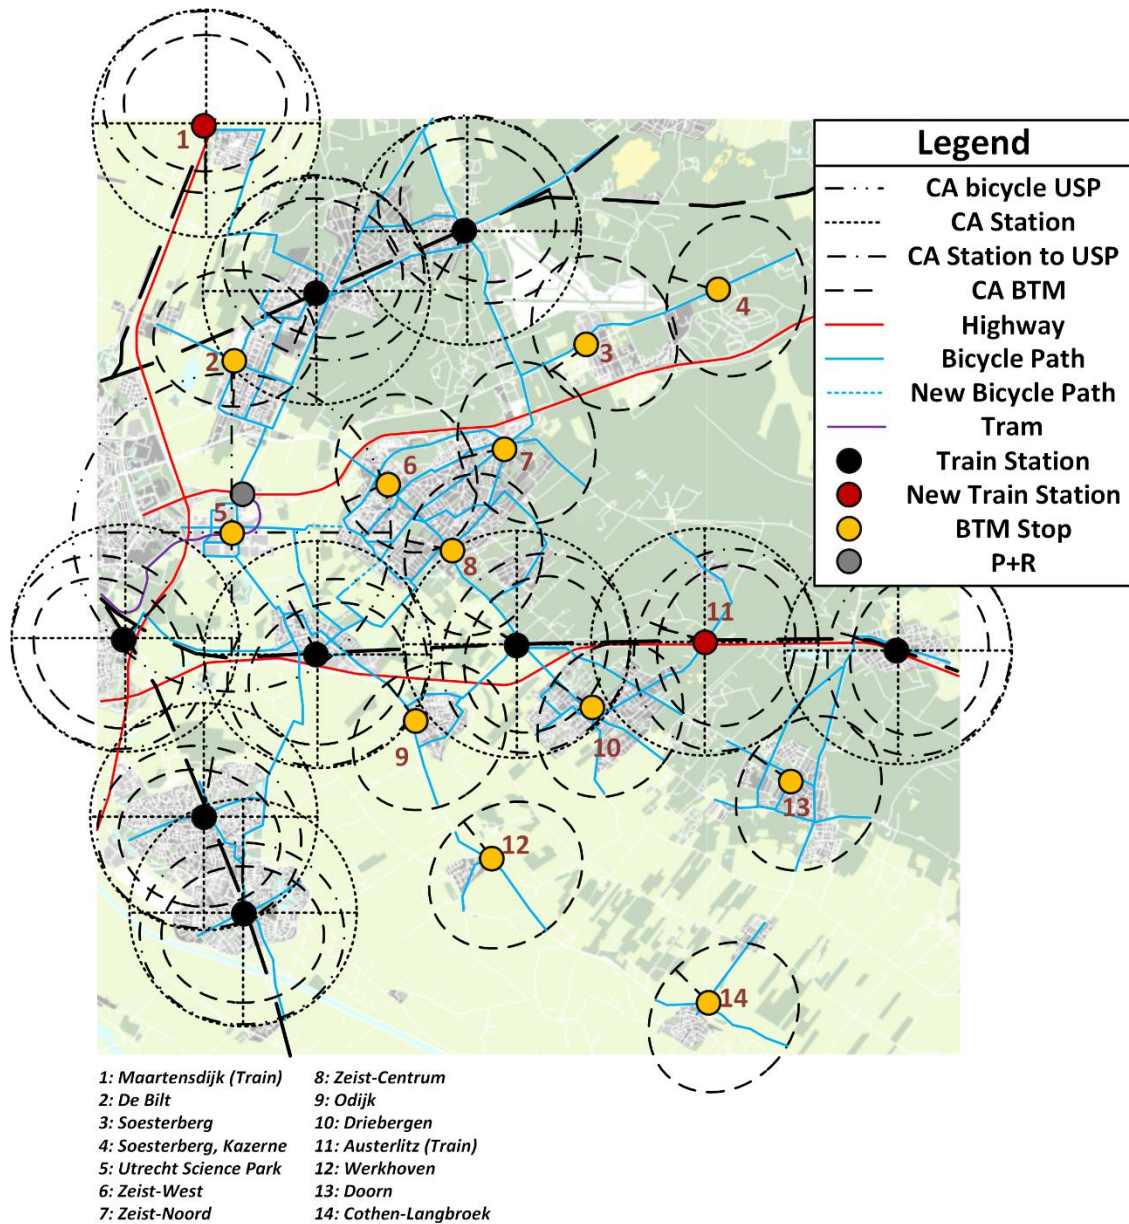 Legend
CA bicycle USP
CA Station
CA Station to USP
CA BTM
Highway
Bicycle Path
New Bicycle Path
Tram
Train Station
New Train Station
BTM Stop
P+R
1
2
3
4
5
6
7
8
9
10
11
12
13
14
1: Maartensdijk (Train)
2: De Bilt
3: Soesterberg
4: Soesterberg, Kazerne
5: Utrecht Science Park
6: Zeist-West
7: Zeist-Noord
8: Zeist-Centrum
9: Odijk
10: Driebergen
11: Austerlitz (Train)
12: Werkhoven
13: Doorn
14: Cothen-Langbroek